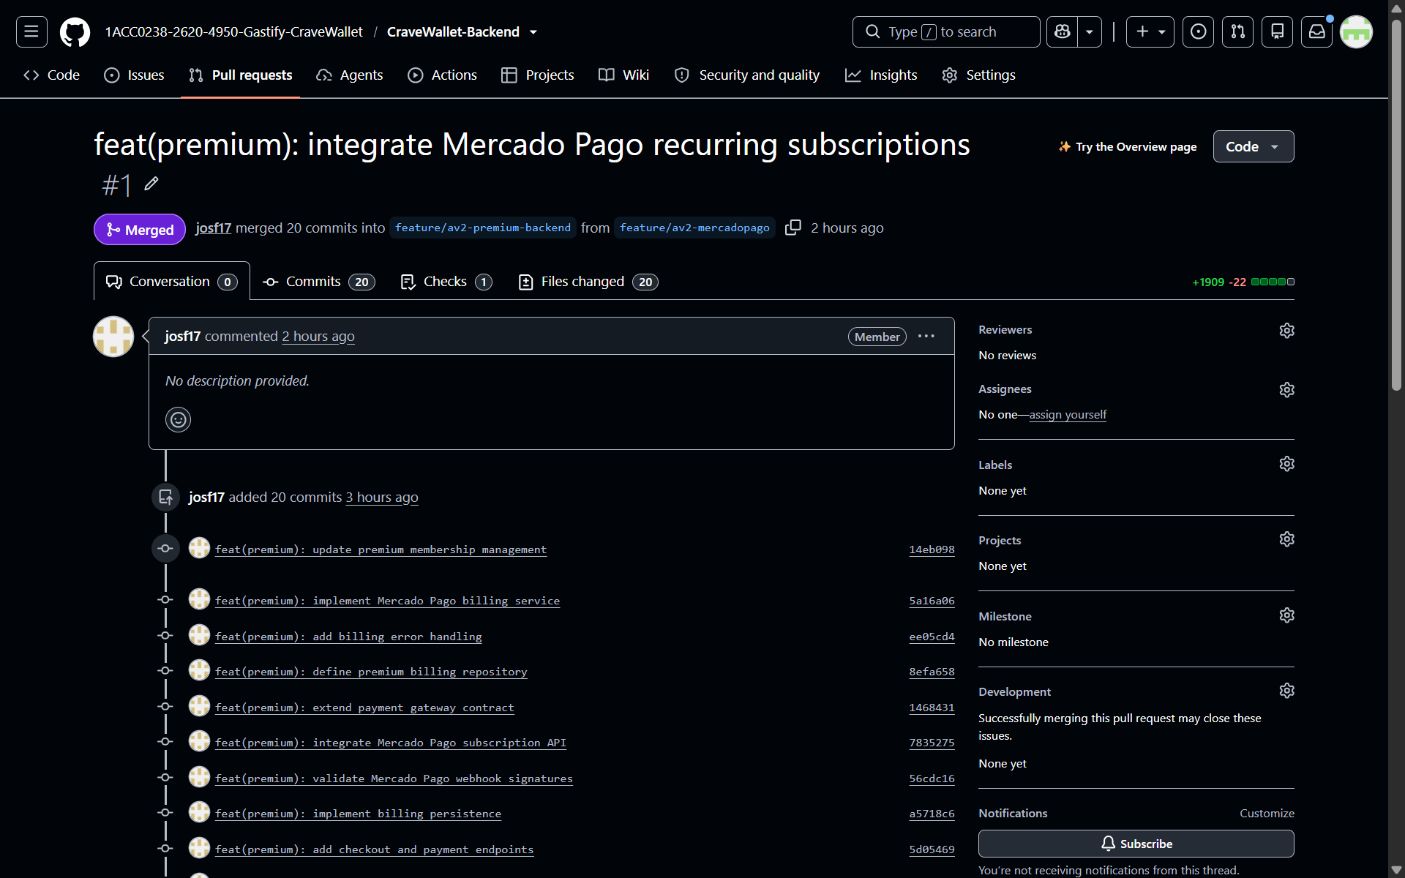 1ACC0238-2620-4950-Gastify-CraveWallet / CraveWallet-Backend
Type / to search
Code
Issues
Pull requests
Agents
Actions
Projects
Wiki
Security and quality
Insights
Settings
feat(premium): integrate Mercado Pago recurring subscriptions
#1
Try the Overview page
Code
Merged
josf17 merged 20 commits into feature/av2-premium-backend from feature/av2-mercadopago 2 hours ago
Conversation 0
Commits 20
Checks 1
Files changed 20
+1909 -22
josf17 commented 2 hours ago
Member
No description provided.
josf17 added 20 commits 3 hours ago
feat(premium): update premium membership management 14eb098
feat(premium): implement Mercado Pago billing service 5a16a06
feat(premium): add billing error handling ee05cd4
feat(premium): define premium billing repository 8efa658
feat(premium): extend payment gateway contract 1468431
feat(premium): integrate Mercado Pago subscription API 7835275
feat(premium): validate Mercado Pago webhook signatures 56cdc16
feat(premium): implement billing persistence a5718c6
feat(premium): add checkout and payment endpoints 5d05469
Reviewers
No reviews
Assignees
No one—assign yourself
Labels
None yet
Projects
None yet
Milestone
No milestone
Development
Successfully merging this pull request may close these
issues.
None yet
Notifications
Customize
Subscribe
You're not receiving notifications from this thread.